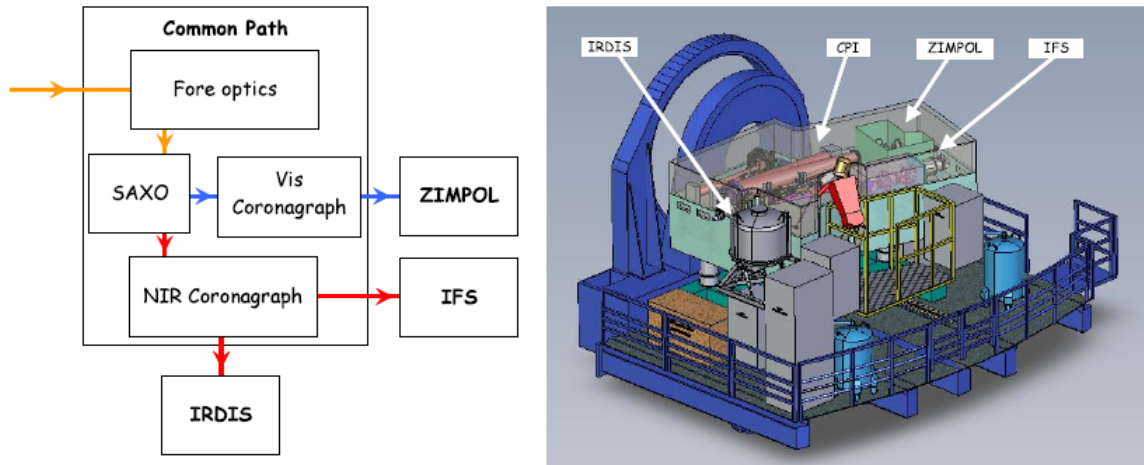 Common Path
Fore optics
SAXO
Vis
Coronagraph
ZIMPOL
NIR Coronagraph
IFS
IRDIS
IRDIS
CPI
ZIMPOL
IFS